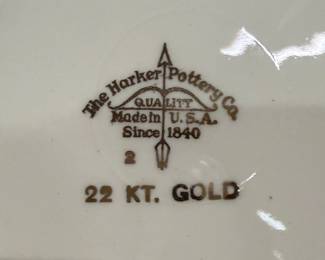 The Harker Pottery Co.
QUALITY
Made in U.S.A.
Since 1840
2
22 KT. GOLD